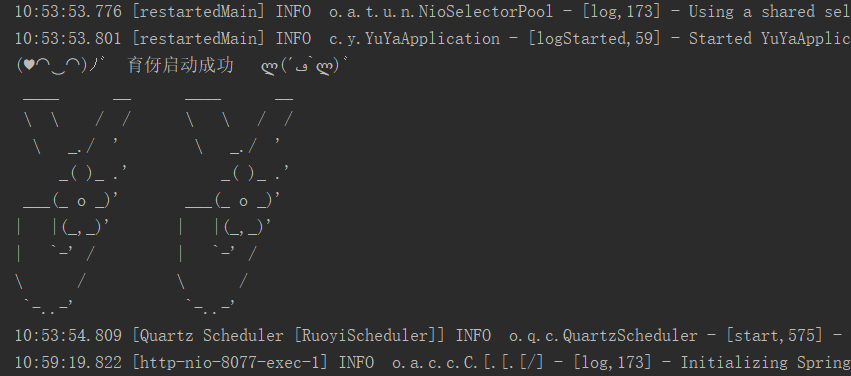 10:53:53.776 [restartedMain] INFO  o.a.t.u.n.NioSelectorPool - [log,173] - Using a shared sel
10:53:53.801 [restartedMain] INFO  c.y.YuYaApplication - [logStarted,59] - Started YuYaApplic
(♥◠‿◠)ノ゙  育伢启动成功   ლ(´ڡ`ლ)゙
 ____      __      ____      __
 \  \    /  /      \   \   /  /
  \   _./  '        \   _./  '
     _( )_ .'          _( )_ .'
 ___(_ o _)'       ___(_ o _)'
|   |(_,_)'       |   |(_,_)'
|   `-' /         |   `-' /
\      /          \      /
 `-..-'            `-..-'
10:53:54.809 [Quartz Scheduler [RuoyiScheduler]] INFO  o.q.c.QuartzScheduler - [start,575] -
10:59:19.822 [http-nio-8077-exec-1] INFO  o.a.c.c.C.[.[.[/] - [log,173] - Initializing Spring